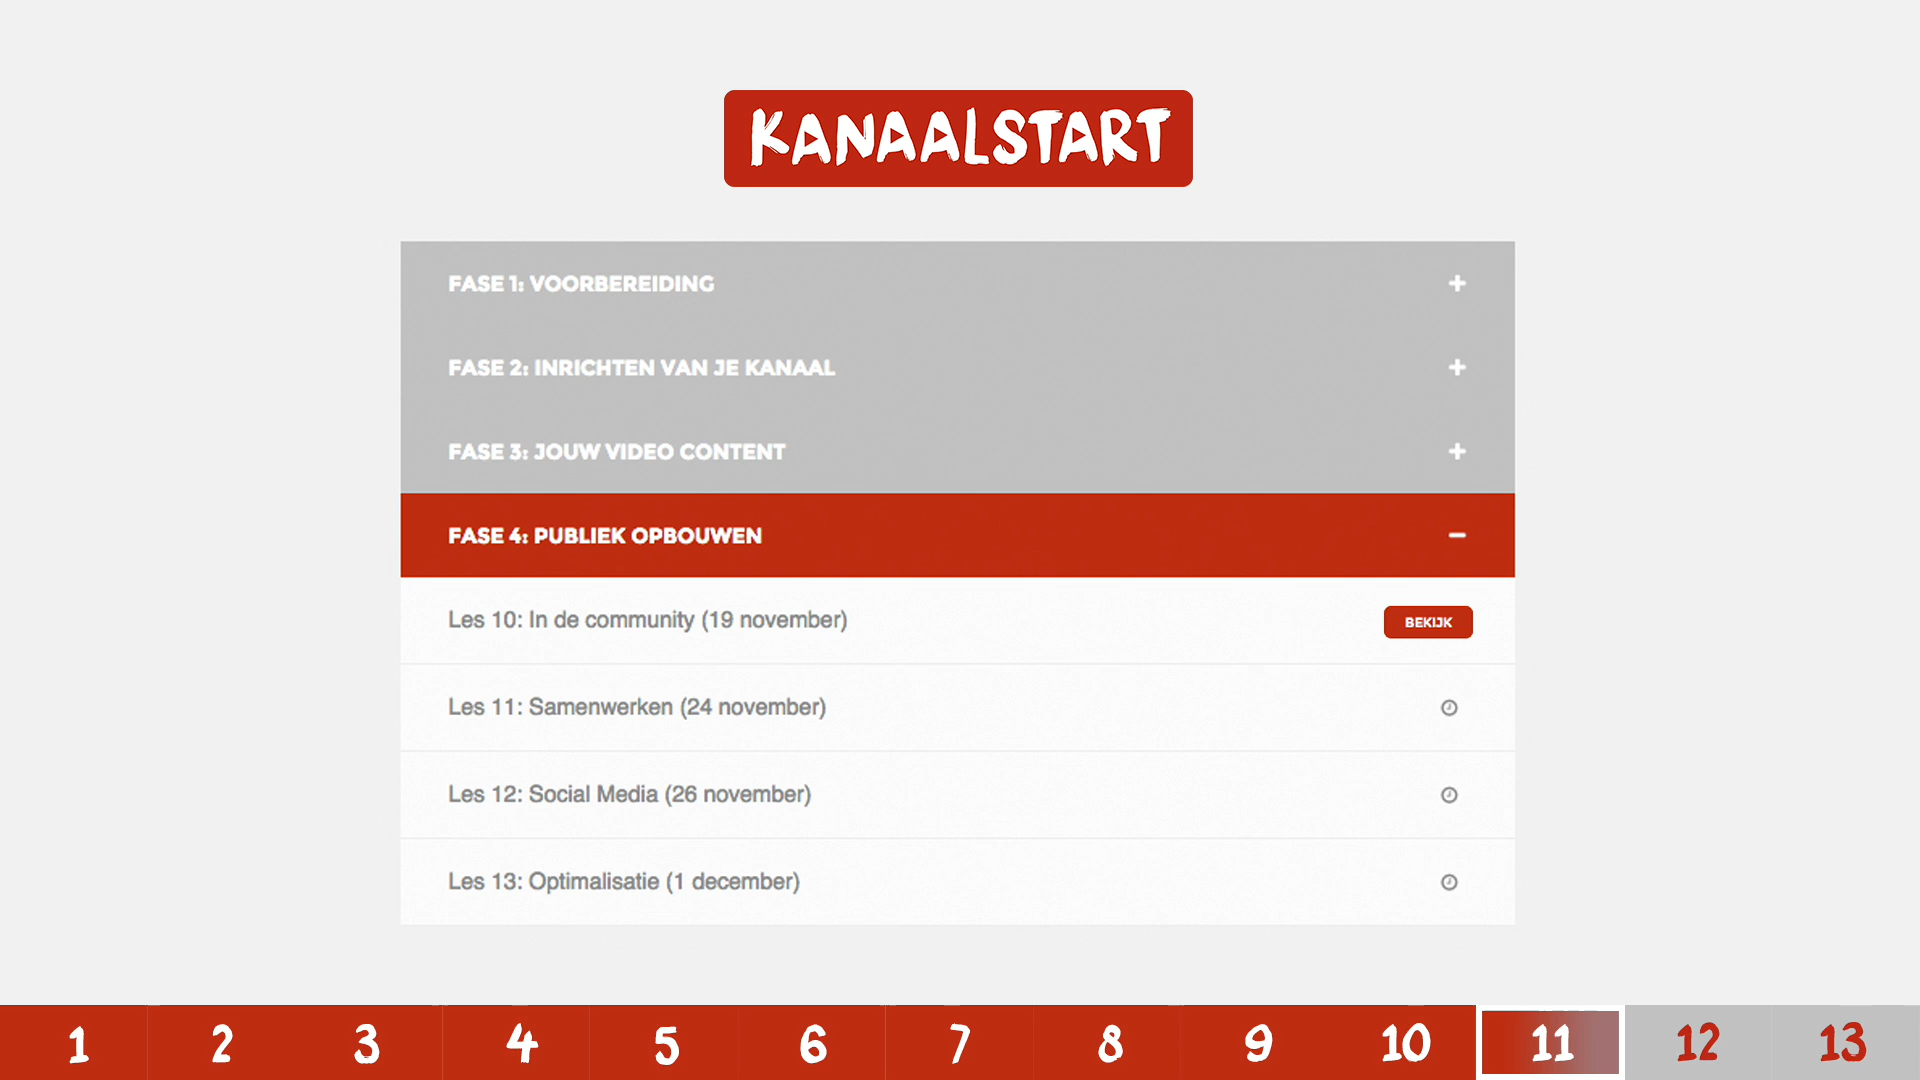 KANAALSTART
FASE 1: VOORBEREIDING +
FASE 2: INRICHTEN VAN JE KANAAL +
FASE 3: JOUW VIDEO CONTENT +
FASE 4: PUBLIEK OPBOUWEN −
Les 10: In de community (19 november) BEKIJK
Les 11: Samenwerken (24 november)
Les 12: Social Media (26 november)
Les 13: Optimalisatie (1 december)
1 2 3 4 5 6 7 8 9 10 11 12 13